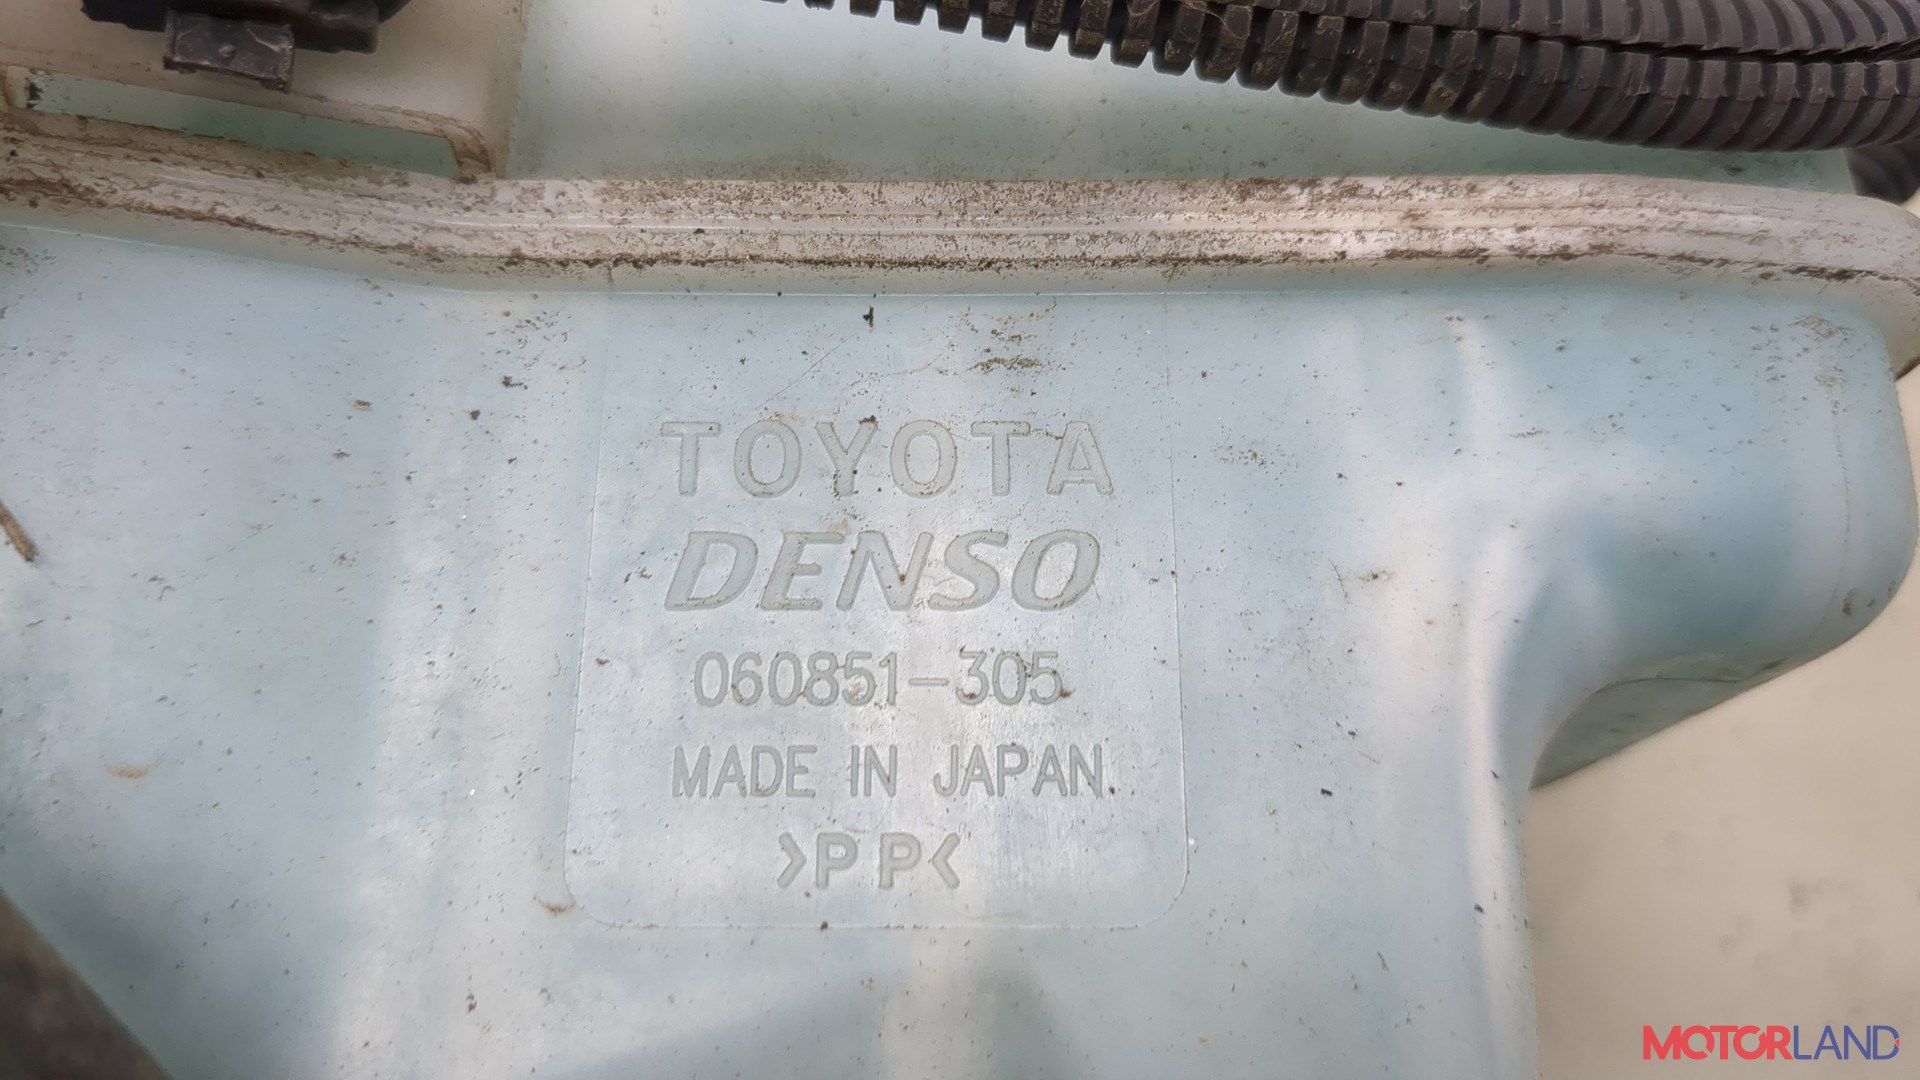 TOYOTA
DENSO
060851-305
MADE IN JAPAN
>PP<
MOTORLAND